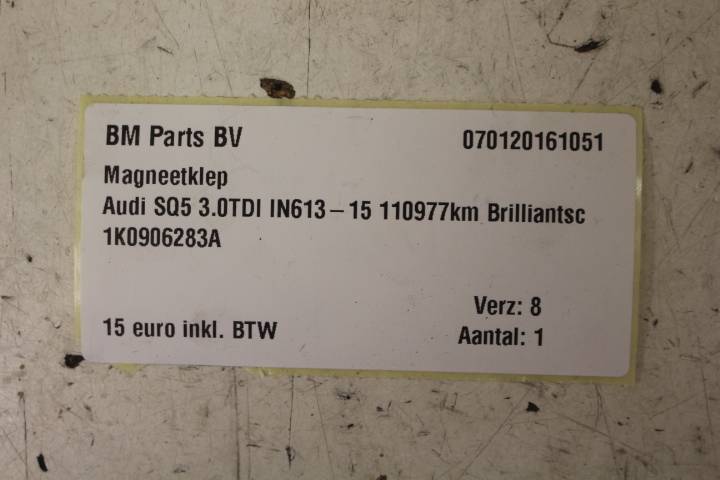 BM Parts BV 070120161051
Magneetklep
Audi SQ5 3.0TDI IN613-15 110977km Brilliantsc
1K0906283A
Verz: 8
15 euro inkl. BTW Aantal: 1